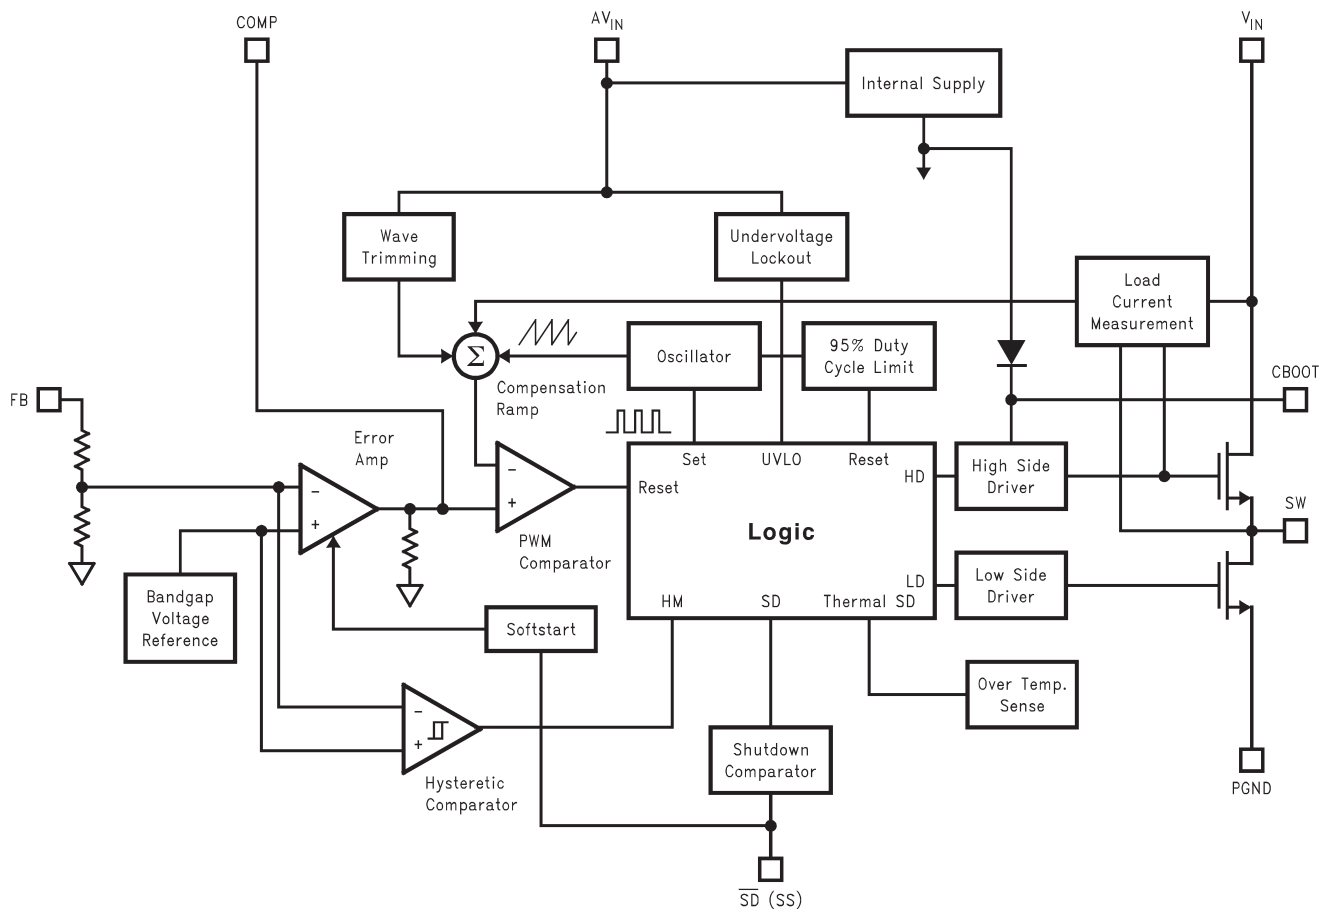 COMP
AVIN
VIN
Internal Supply
Wave
Trimming
Undervoltage
Lockout
Load
Current
Measurement
Σ
Oscillator
95% Duty
Cycle Limit
Compensation
Ramp
CBOOT
FB
Error
Amp
−
+
−
+
PWM
Comparator
Set
UVLO
Reset
Reset
HD
Logic
LD
HM
SD
Thermal SD
High Side
Driver
SW
Low Side
Driver
Bandgap
Voltage
Reference
Softstart
Over Temp.
Sense
−
+
Hysteretic
Comparator
Shutdown
Comparator
PGND
S̅D̅ (SS)